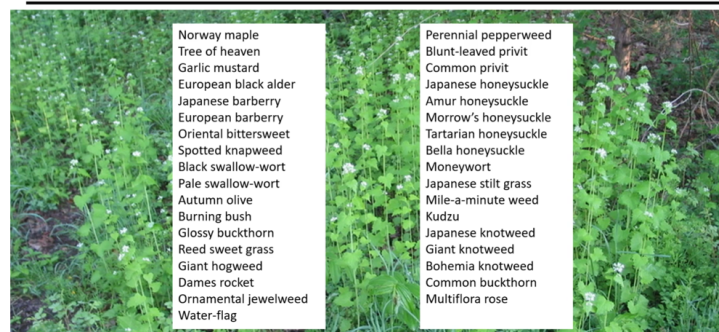 Norway maple
Tree of heaven
Garlic mustard
European black alder
Japanese barberry
European barberry
Oriental bittersweet
Spotted knapweed
Black swallow-wort
Pale swallow-wort
Autumn olive
Burning bush
Glossy buckthorn
Reed sweet grass
Giant hogweed
Dames rocket
Ornamental jewelweed
Water-flag
Perennial pepperweed
Blunt-leaved privit
Common privit
Japanese honeysuckle
Amur honeysuckle
Morrow's honeysuckle
Tartarian honeysuckle
Bella honeysuckle
Moneywort
Japanese stilt grass
Mile-a-minute weed
Kudzu
Japanese knotweed
Giant knotweed
Bohemia knotweed
Common buckthorn
Multiflora rose